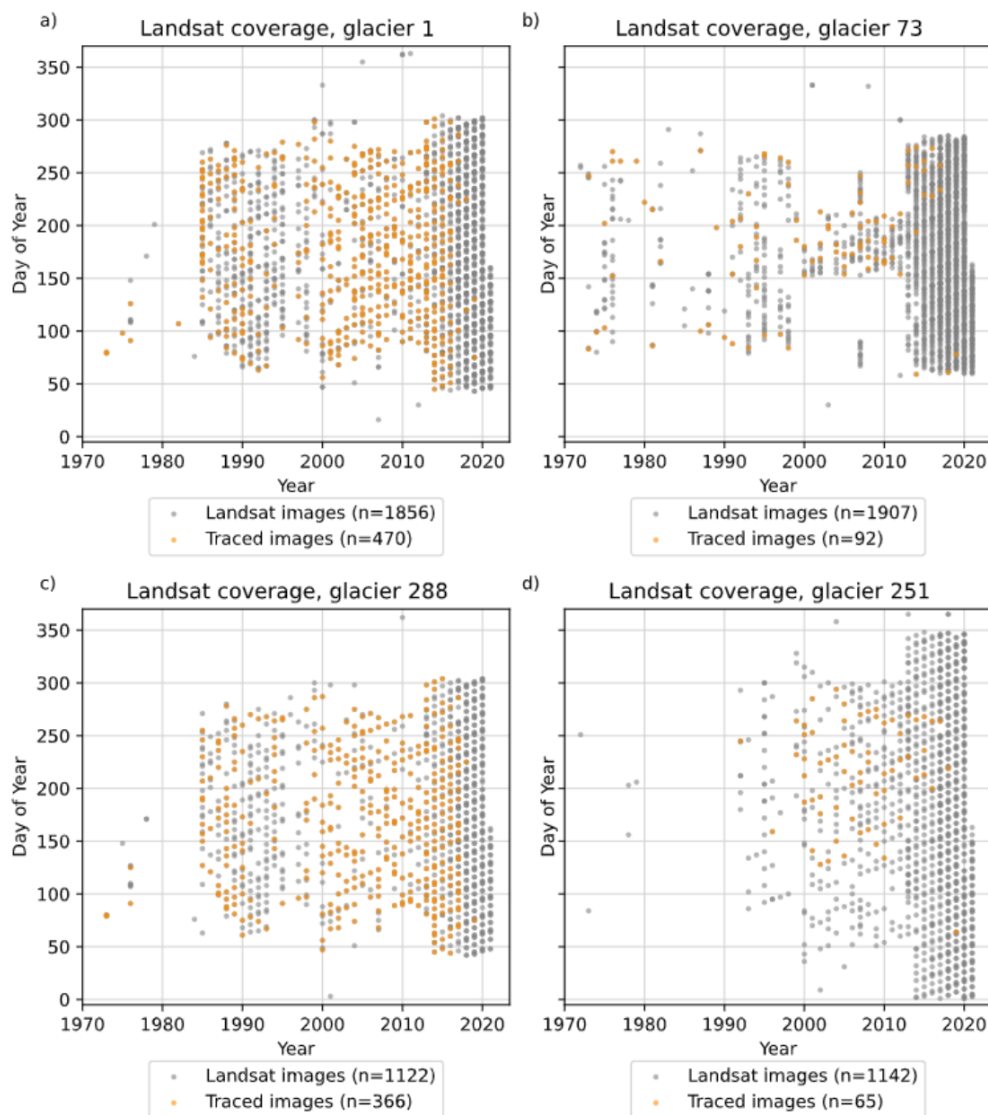 a)
Landsat coverage, glacier 1
350
300
250
200
150
100
50
0
Day of Year
1970 1980 1990 2000 2010 2020
Year
Landsat images (n=1856)
Traced images (n=470)
b)
Landsat coverage, glacier 73
Day of Year
1970 1980 1990 2000 2010 2020
Year
Landsat images (n=1907)
Traced images (n=92)
c)
Landsat coverage, glacier 288
350
300
250
200
150
100
50
0
Day of Year
1970 1980 1990 2000 2010 2020
Year
Landsat images (n=1122)
Traced images (n=366)
d)
Landsat coverage, glacier 251
Day of Year
1970 1980 1990 2000 2010 2020
Year
Landsat images (n=1142)
Traced images (n=65)